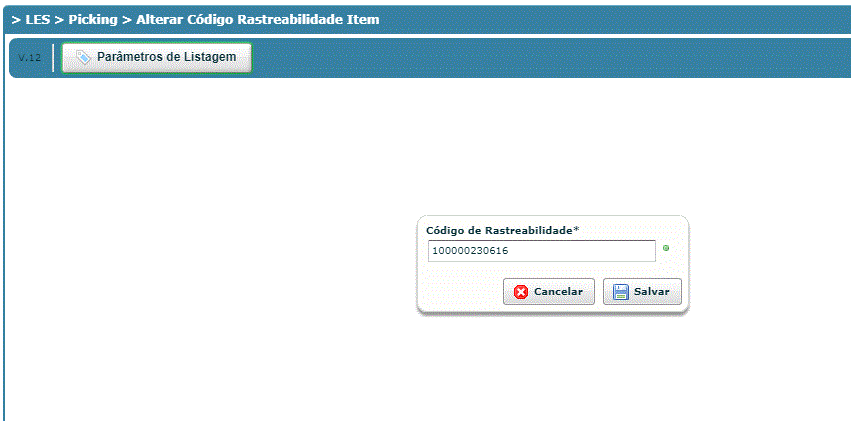 > LES > Picking > Alterar Código Rastreabilidade Item
V.12 Parâmetros de Listagem
Código de Rastreabilidade*
100000230616
Cancelar Salvar